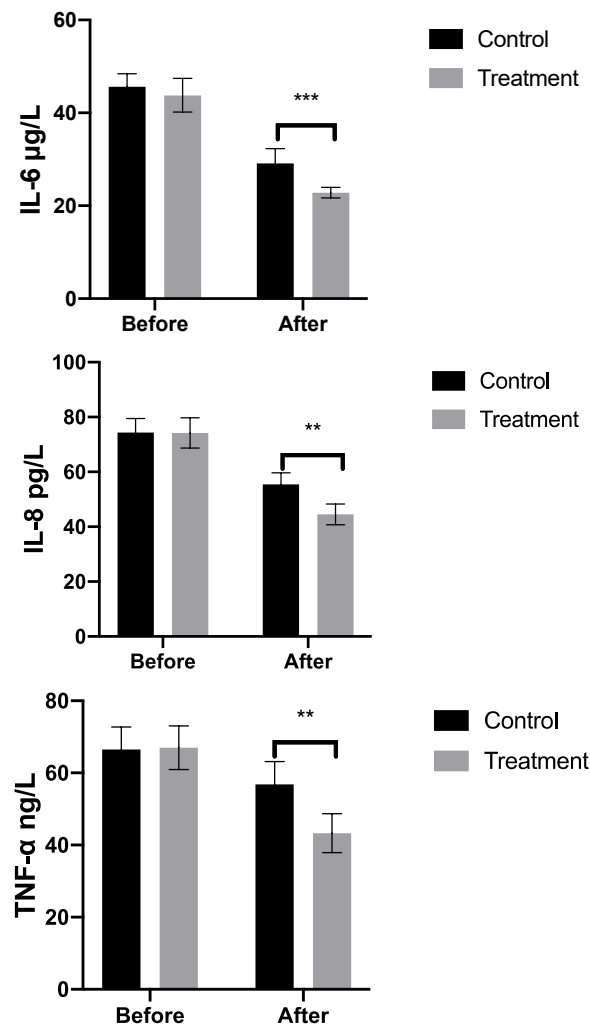 60
40
20
0
IL-6 μg/L
Before
After
***
Control
Treatment
100
80
60
40
20
0
IL-8 pg/L
Before
After
**
Control
Treatment
80
60
40
20
0
TNF-α ng/L
Before
After
**
Control
Treatment